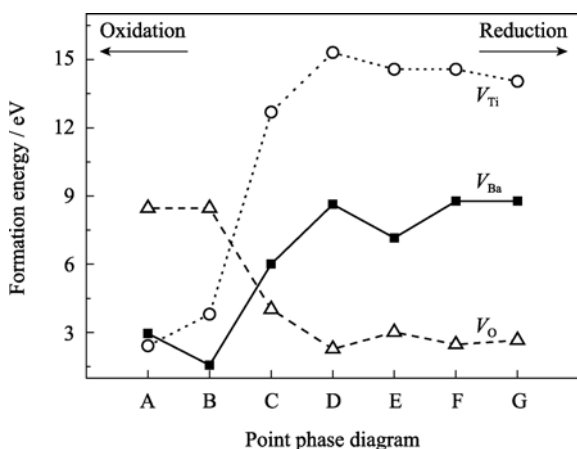 Oxidation Reduction
15
12
9
6
3
Formation energy / eV
V_Ti
V_Ba
V_O
A B C D E F G
Point phase diagram